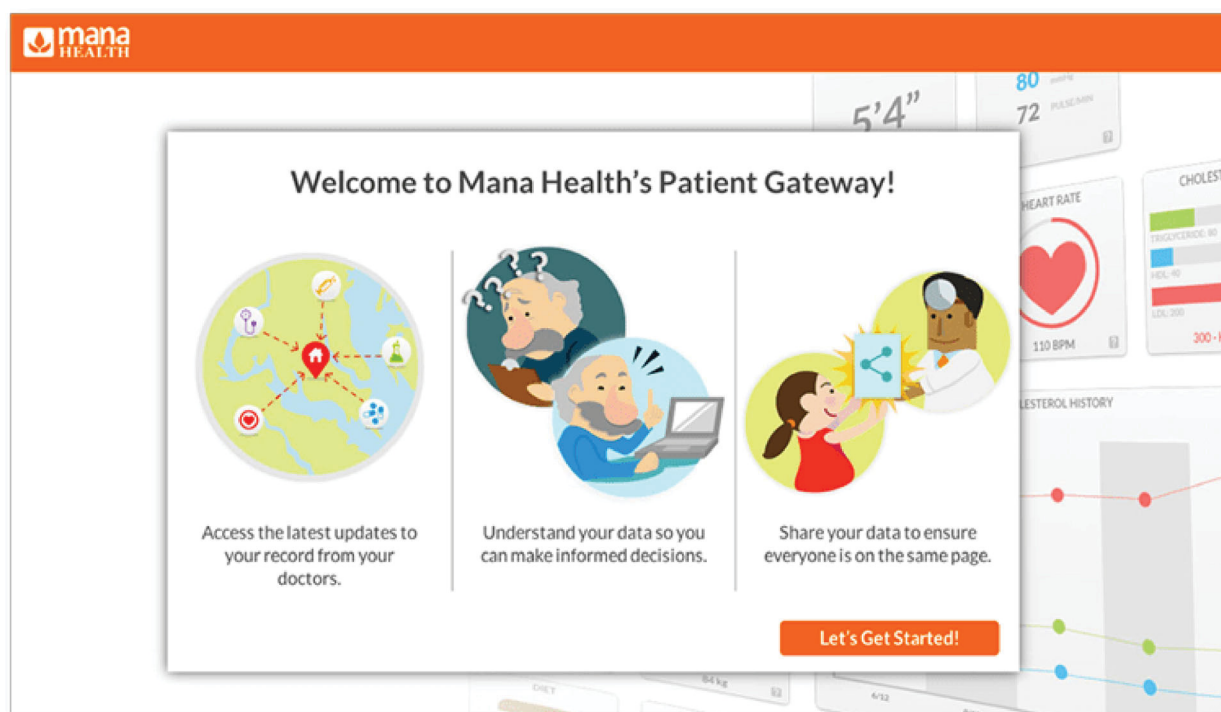 mana
HEALTH
5'4"
80 mmHg
72 PULSE/MIN
Welcome to Mana Health's Patient Gateway!
HEART RATE
110 BPM
CHOLEST
TRIGLYCERIDE: 80
HDL: 40
LDL: 200
300 - H
LESTEROL HISTORY
Access the latest updates to
your record from your
doctors.
Understand your data so you
can make informed decisions.
Share your data to ensure
everyone is on the same page.
Let's Get Started!
DIET
84 kg
6/12